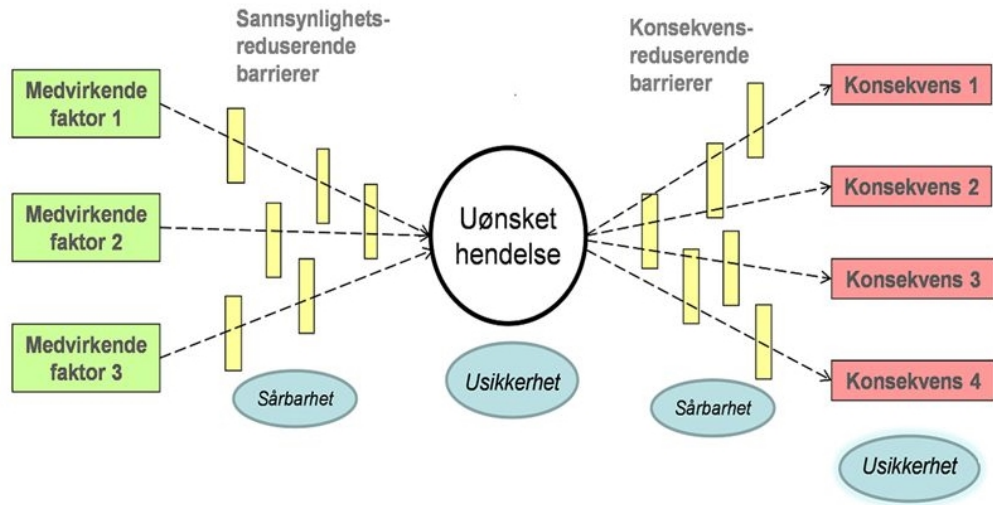 Sannsynlighets-
reduserende
barrierer
Konsekvens-
reduserende
barrierer
Medvirkende
faktor 1
Medvirkende
faktor 2
Medvirkende
faktor 3
Uønsket
hendelse
Konsekvens 1
Konsekvens 2
Konsekvens 3
Konsekvens 4
Sårbarhet
Usikkerhet
Sårbarhet
Usikkerhet